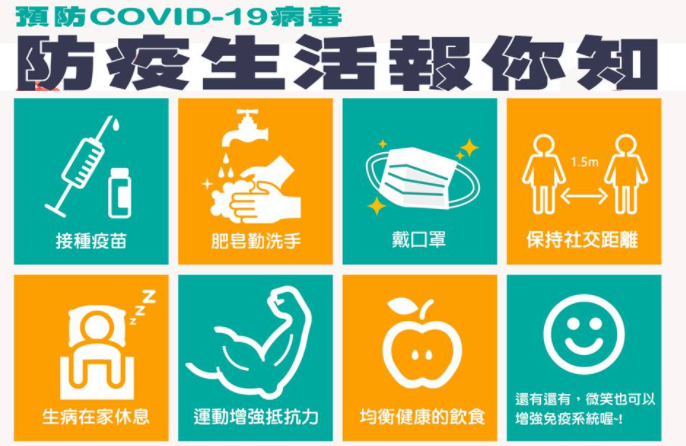 預防COVID-19病毒
防疫生活報你知
接種疫苗
肥皂勤洗手
戴口罩
1.5m
保持社交距離
zzz
生病在家休息
運動增強抵抗力
均衡健康的飲食
還有還有，微笑也可以
增強免疫系統喔~!